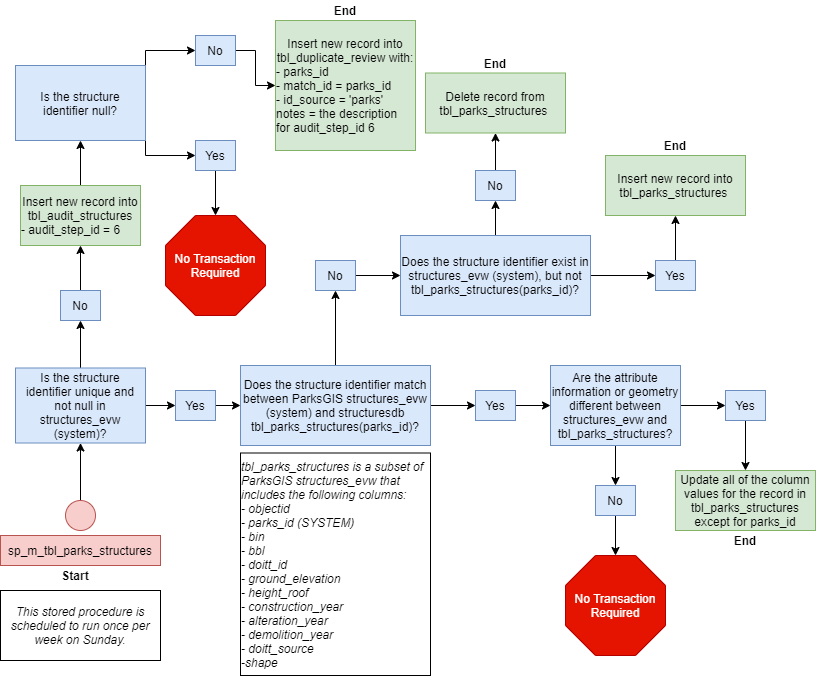 End
Insert new record into
tbl_duplicate_review with:
- parks_id
- match_id = parks_id
- id_source = 'parks'
notes = the description
for audit_step_id 6
No
Is the structure
identifier null?
Yes
End
Delete record from
tbl_parks_structures
End
Insert new record into
tbl_parks_structures
No
Insert new record into
tbl_audit_structures
- audit_step_id = 6
No Transaction
Required
No
Does the structure identifier exist in
structures_evw (system), but not
tbl_parks_structures(parks_id)?
Yes
No
Is the structure
identifier unique and
not null in
structures_evw
(system)?
Yes
Does the structure identifier match
between ParksGIS structures_evw
(system) and structuresdb
tbl_parks_structures(parks_id)?
Yes
Are the attribute
information or geometry
different between
structures_evw and
tbl_parks_structures?
Yes
No
Update all of the column
values for the record in
tbl_parks_structures
except for parks_id
End
No Transaction
Required
tbl_parks_structures is a subset of
ParksGIS structures_evw that
includes the following columns:
- objectid
- parks_id (SYSTEM)
- bin
- bbl
- doitt_id
- ground_elevation
- height_roof
- construction_year
- alteration_year
- demolition_year
- doitt_source
-shape
sp_m_tbl_parks_structures
Start
This stored procedure is
scheduled to run once per
week on Sunday.